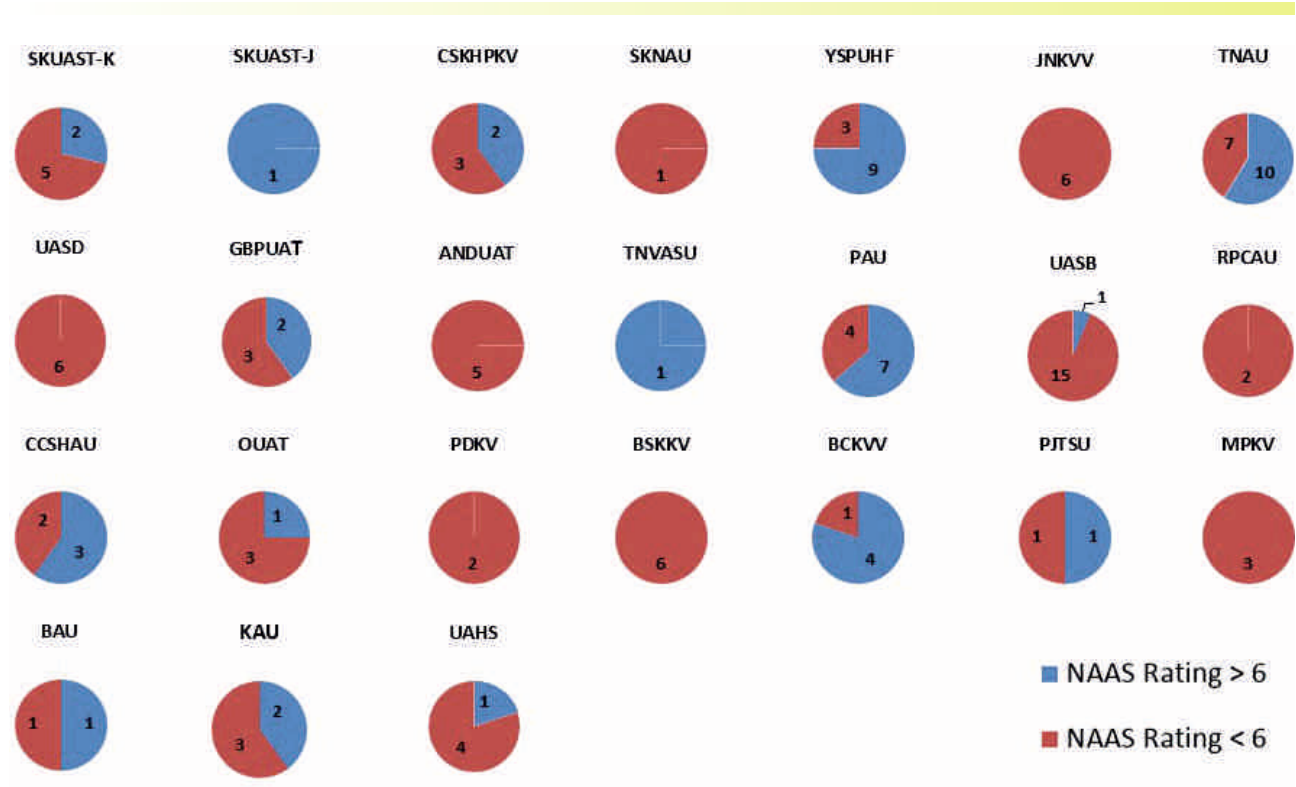 SKUAST-K SKUAST-J CSKHPKV SKNAU YSPUHF JNKVV TNAU
2 5 1 2 3 1 3 9 6 7 10
UASD GBPUAT ANDUAT TNVASU PAU UASB RPCAU
6 2 3 5 1 4 7 1 15 2
CCSHAU OUAT PDKV BSKKV BCKVV PJTSU MPKV
2 3 1 3 2 6 1 4 1 1 3
BAU KAU UAHS
1 1 2 3 1 4
NAAS Rating > 6
NAAS Rating < 6